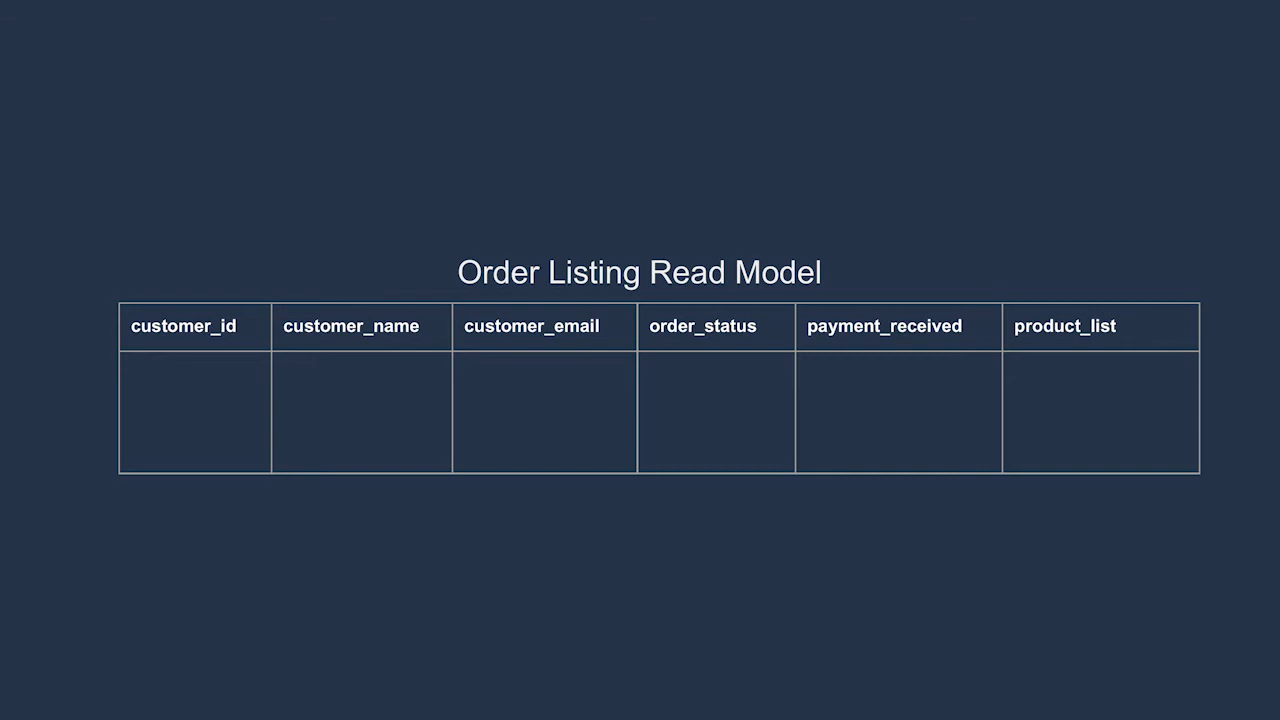 Order Listing Read Model
customer_id customer_name customer_email order_status payment_received product_list